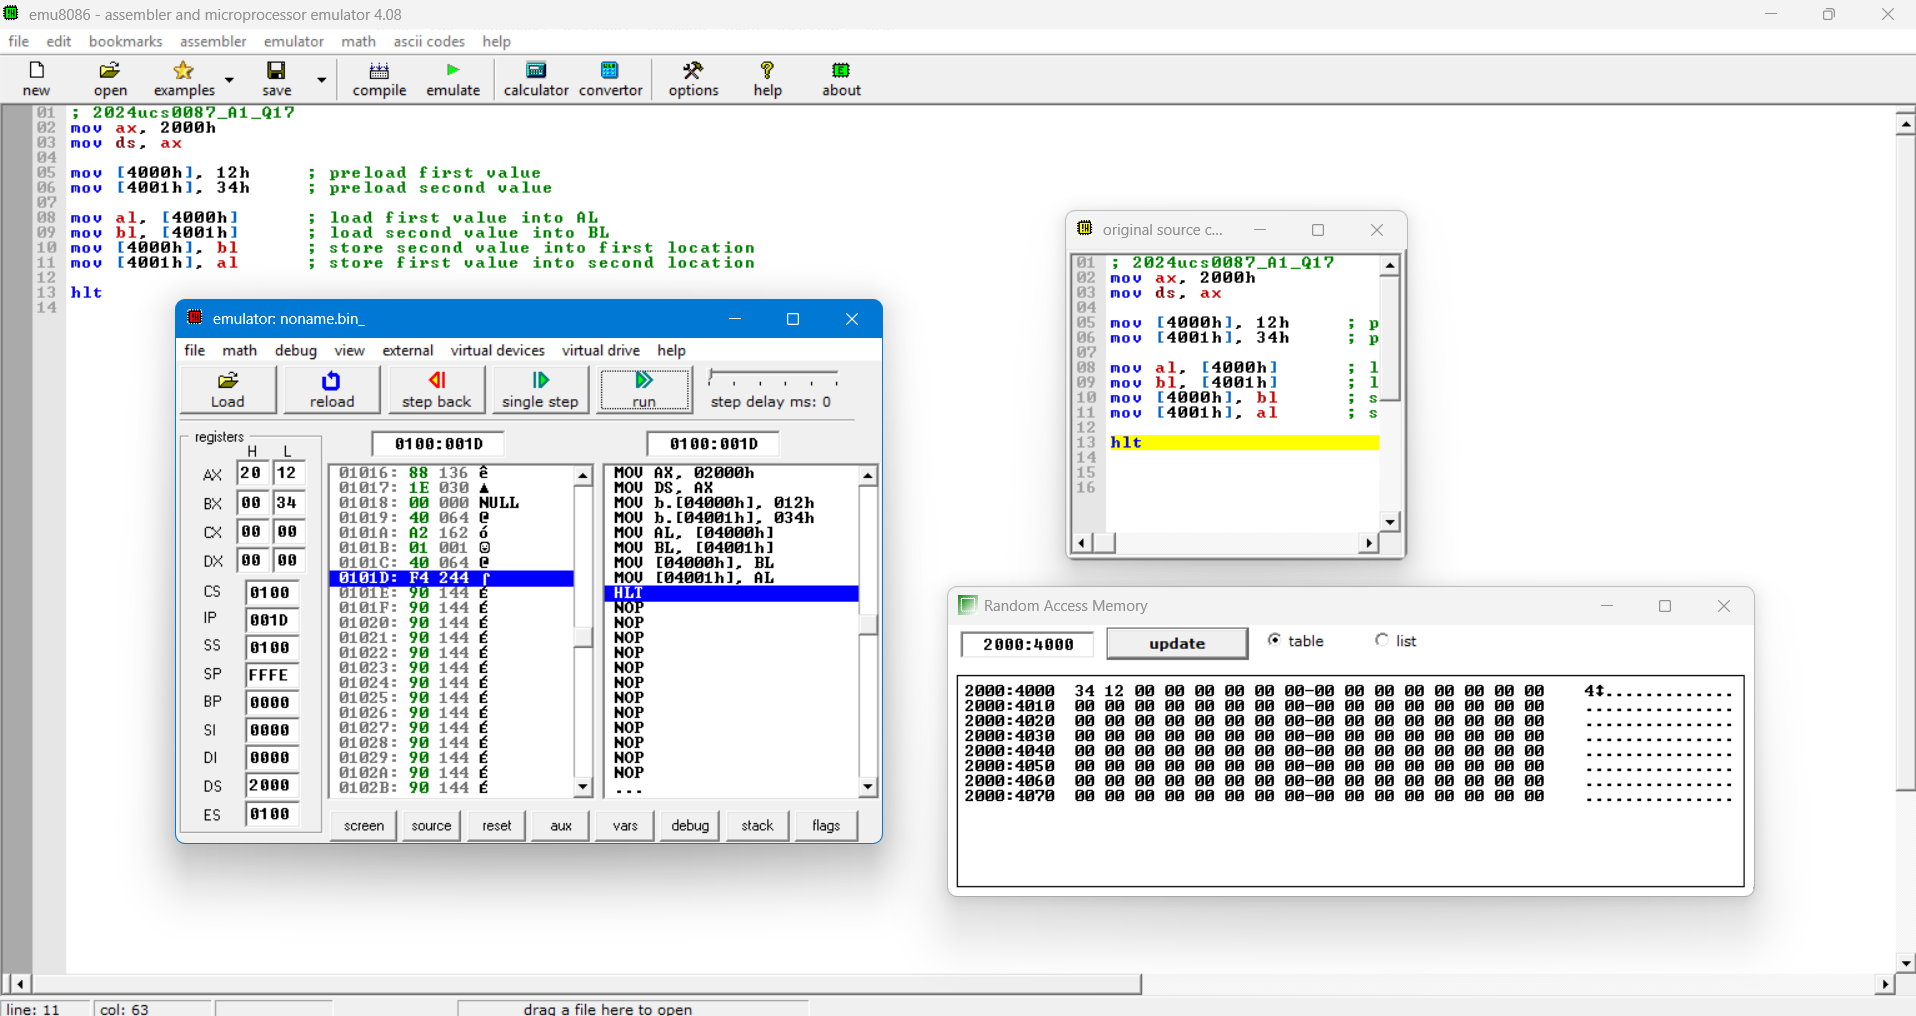 emu8086 - assembler and microprocessor emulator 4.08
file edit bookmarks assembler emulator math ascii codes help
new open examples save compile emulate calculator convertor options help about
01 ; 2024ucs0087_A1_Q17
02 mov ax, 2000h
03 mov ds, ax
04
05 mov [4000h], 12h ; preload first value
06 mov [4001h], 34h ; preload second value
07
08 mov al, [4000h] ; load first value into AL
09 mov bl, [4001h] ; load second value into BL
10 mov [4000h], bl ; store second value into first location
11 mov [4001h], al ; store first value into second location
12
13 hlt
14
emulator: noname.bin_
file math debug view external virtual devices virtual drive help
Load reload step back single step run step delay ms: 0
registers
H L
AX 20 12
BX 00 34
CX 00 00
DX 00 00
CS 0100
IP 001D
SS 0100
SP FFFE
BP 0000
SI 0000
DI 0000
DS 2000
ES 0100
0100:001D
01016: 88 136 ê
01017: 1E 030 ▲
01018: 00 000 NULL
01019: 40 064 @
0101A: A2 162 ó
0101B: 01 001 ☺
0101C: 40 064 @
0101D: F4 244 ⌠
0101E: 90 144 É
0101F: 90 144 É
01020: 90 144 É
01021: 90 144 É
01022: 90 144 É
01023: 90 144 É
01024: 90 144 É
01025: 90 144 É
01026: 90 144 É
01027: 90 144 É
01028: 90 144 É
01029: 90 144 É
0102A: 90 144 É
0102B: 90 144 É
0100:001D
MOV AX, 02000h
MOV DS, AX
MOV b.[04000h], 012h
MOV b.[04001h], 034h
MOV AL, [04000h]
MOV BL, [04001h]
MOV [04000h], BL
MOV [04001h], AL
HLT
NOP
NOP
NOP
NOP
NOP
NOP
NOP
NOP
NOP
NOP
NOP
NOP
...
screen source reset aux vars debug stack flags
original source c...
01 ; 2024ucs0087_A1_Q17
02 mov ax, 2000h
03 mov ds, ax
04
05 mov [4000h], 12h ; p
06 mov [4001h], 34h ; p
07
08 mov al, [4000h] ; l
09 mov bl, [4001h] ; l
10 mov [4000h], bl ; s
11 mov [4001h], al ; s
12
13 hlt
14
15
16
Random Access Memory
2000:4000 update table list
2000:4000 34 12 00 00 00 00 00 00-00 00 00 00 00 00 00 00 4↕..............
2000:4010 00 00 00 00 00 00 00 00-00 00 00 00 00 00 00 00 ................
2000:4020 00 00 00 00 00 00 00 00-00 00 00 00 00 00 00 00 ................
2000:4030 00 00 00 00 00 00 00 00-00 00 00 00 00 00 00 00 ................
2000:4040 00 00 00 00 00 00 00 00-00 00 00 00 00 00 00 00 ................
2000:4050 00 00 00 00 00 00 00 00-00 00 00 00 00 00 00 00 ................
2000:4060 00 00 00 00 00 00 00 00-00 00 00 00 00 00 00 00 ................
2000:4070 00 00 00 00 00 00 00 00-00 00 00 00 00 00 00 00 ................
line: 11 col: 63 drag a file here to open